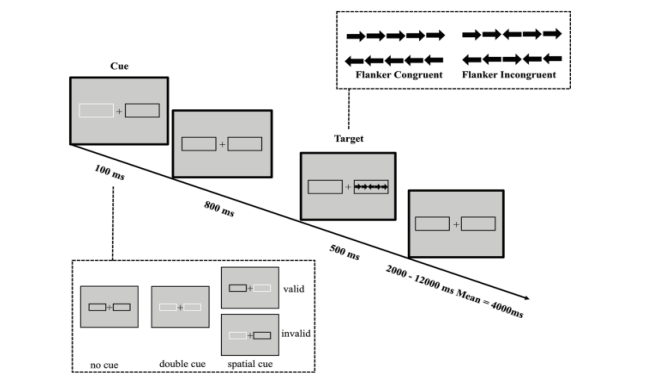 Flanker Congruent
Flanker Incongruent
Cue
+
+
Target
+
+
100 ms
800 ms
500 ms
2000 - 12000 ms Mean = 4000ms
+
+
+
valid
+
invalid
no cue
double cue
spatial cue